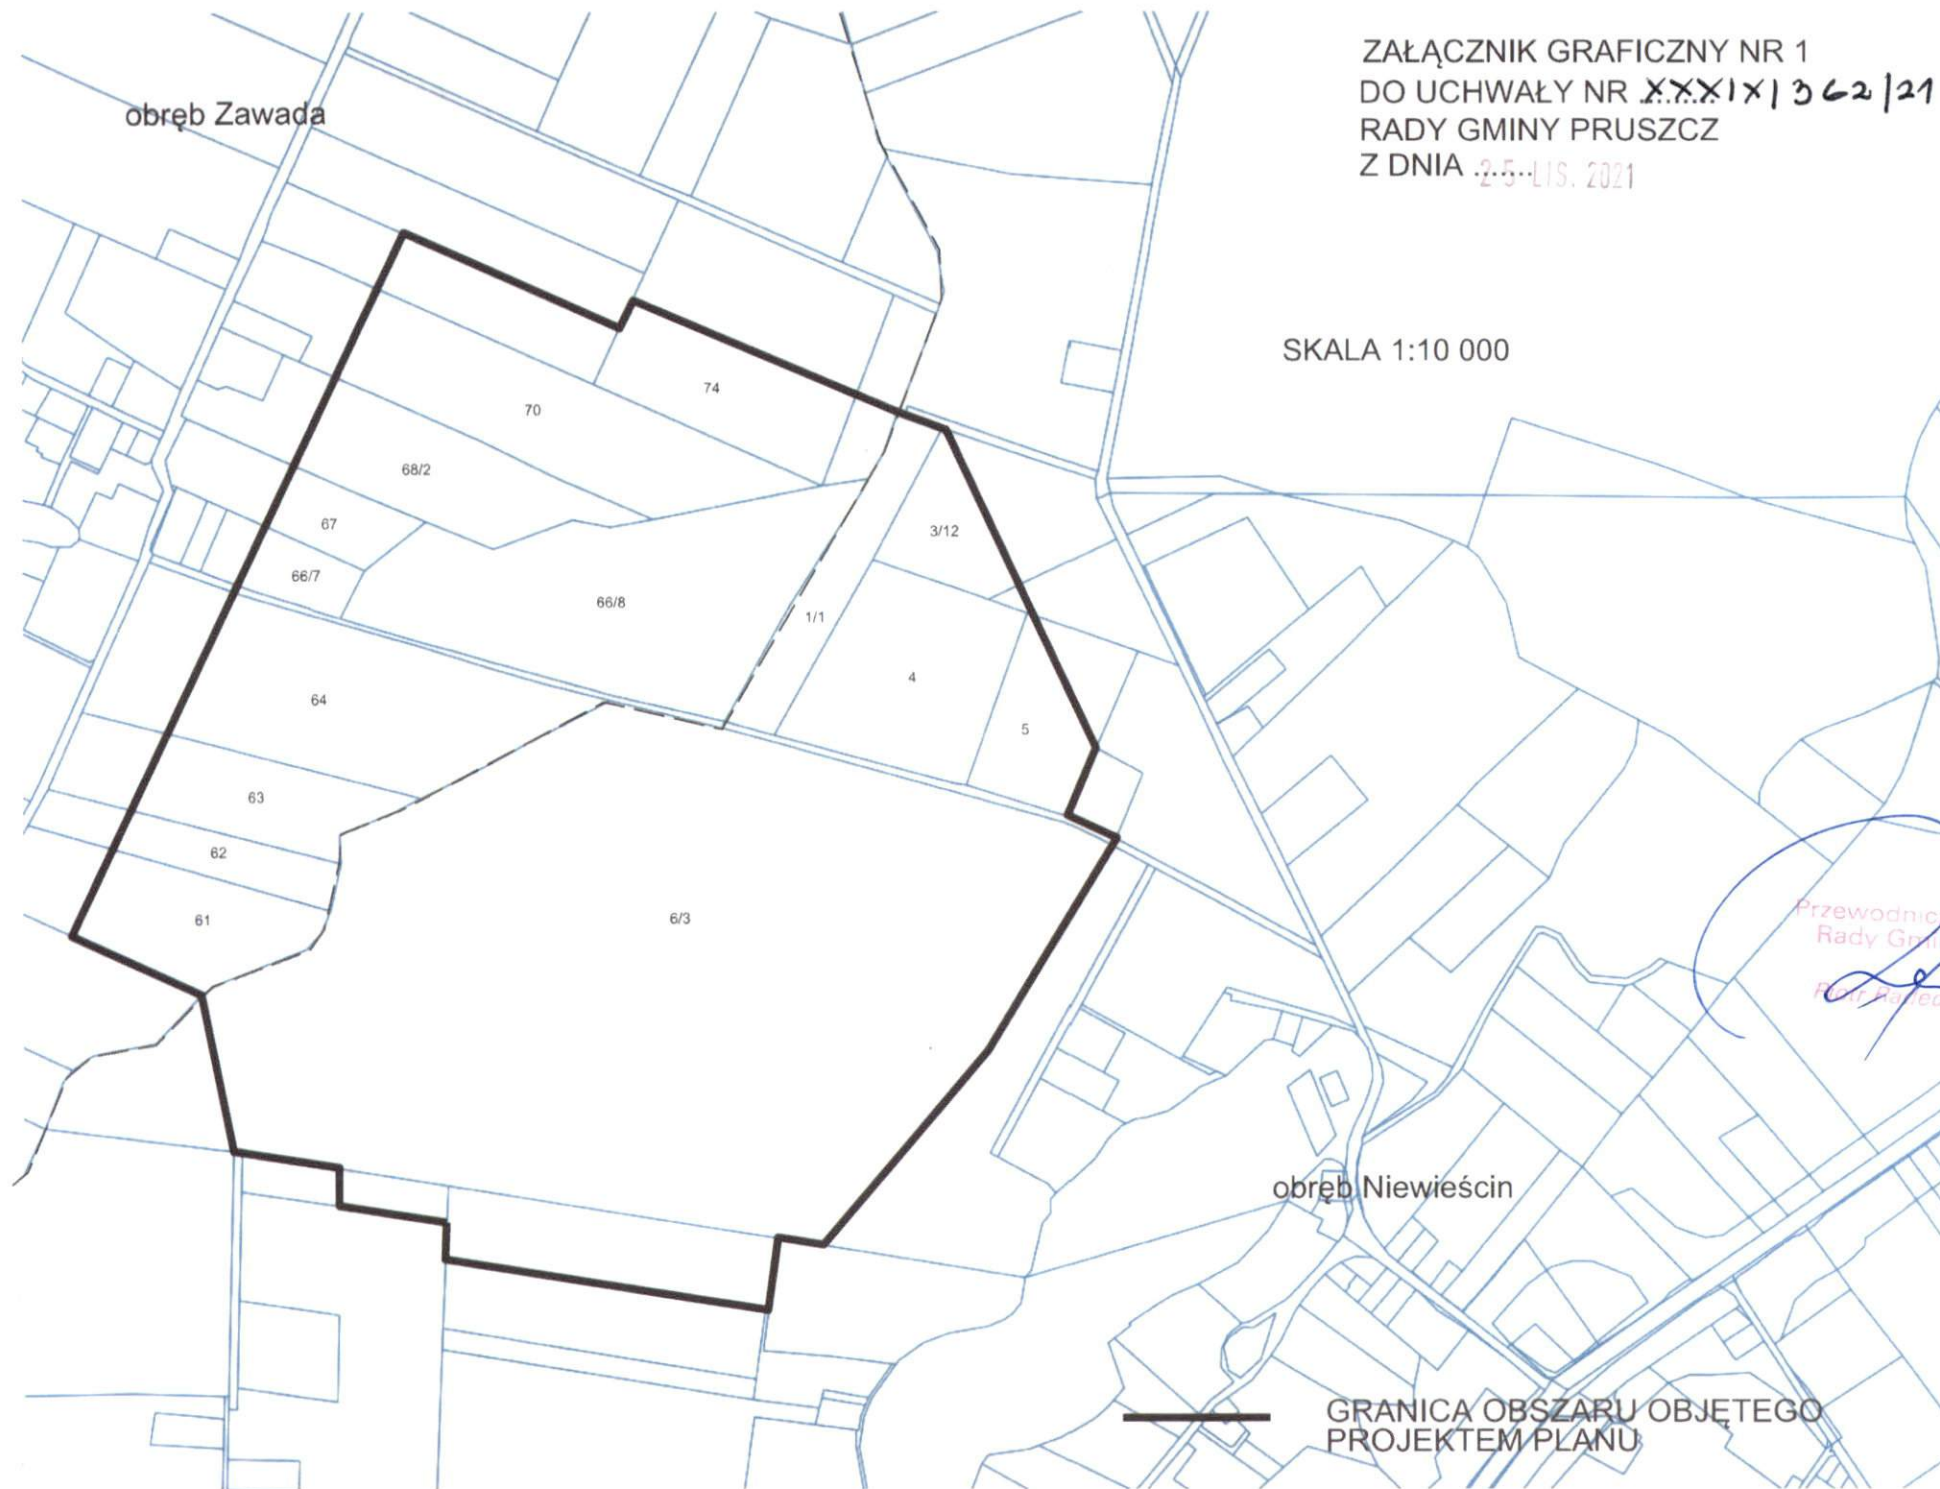 ZAŁĄCZNIK GRAFICZNY NR 1
DO UCHWAŁY NR XXXIX/362/21
RADY GMINY PRUSZCZ
Z DNIA 25 LIS. 2021
obręb Zawada
SKALA 1:10 000
74
70
68/2
67
3/12
66/7
66/8
1/1
4
64
5
63
62
61
6/3
Rady
Piotr
obręb Niewieścin
GRANICA OBSZARU OBJĘTEGO
PROJEKTEM PLANU